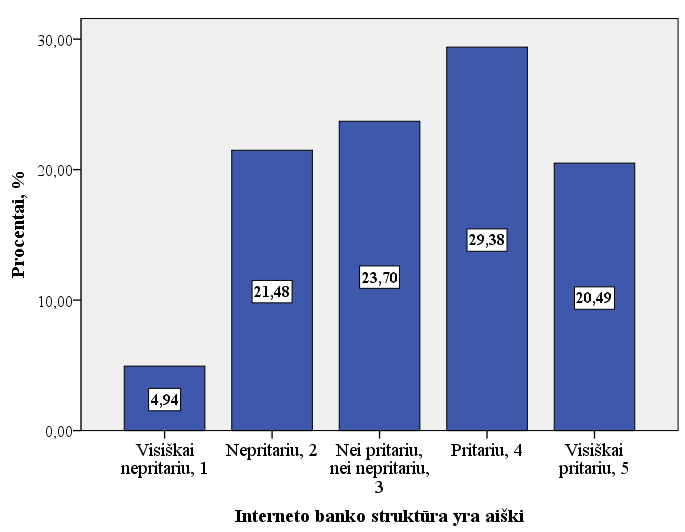 30,00
20,00
10,00
0,00
Procentai, %
4,94
21,48
23,70
29,38
20,49
Visiškai
nepritariu, 1
Nepritariu, 2
Nei pritariu,
nei nepritariu,
3
Pritariu, 4
Visiškai
pritariu, 5
Interneto banko struktūra yra aiški